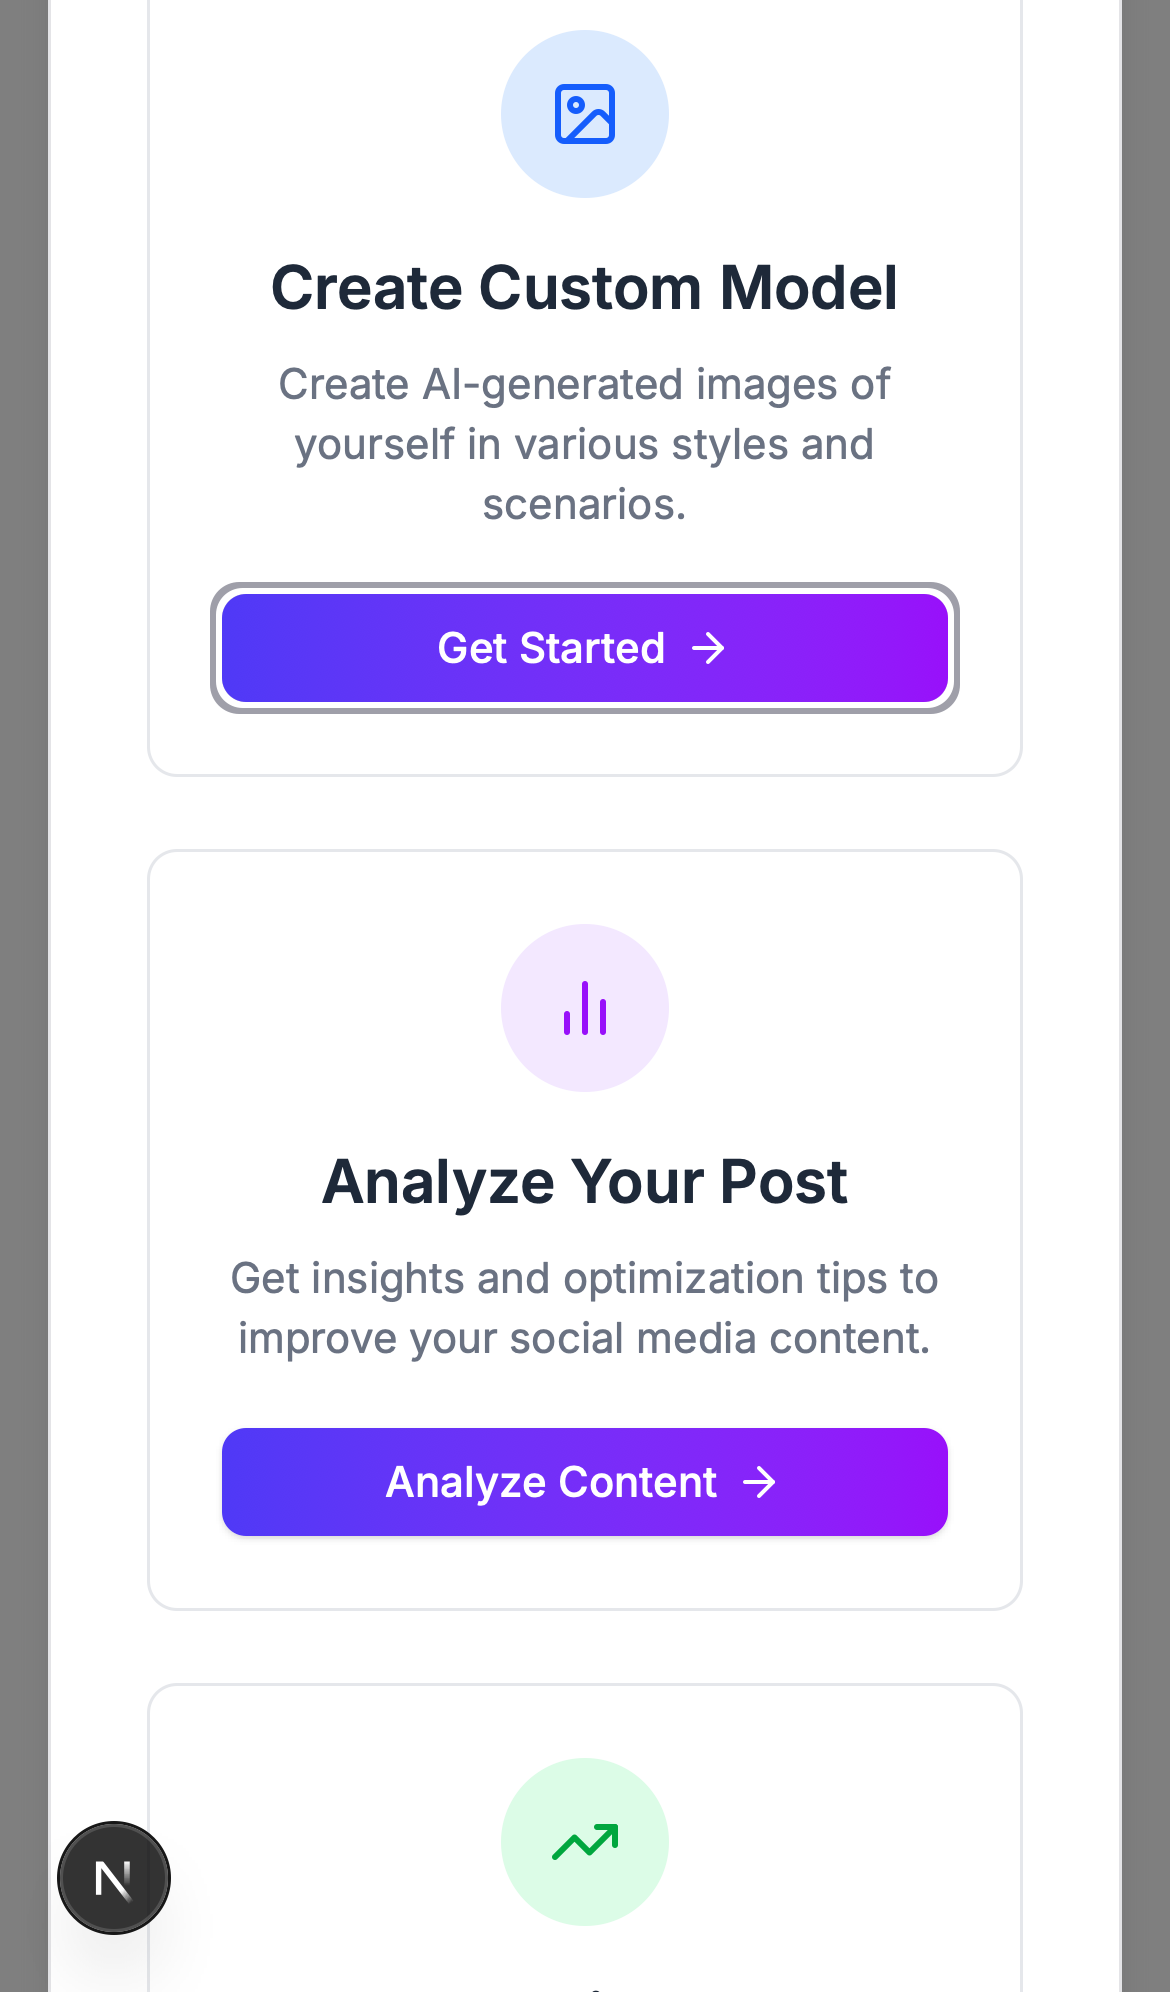 Create Custom Model
Create AI-generated images of
yourself in various styles and
scenarios.
Get Started
Analyze Your Post
Get insights and optimization tips to
improve your social media content.
Analyze Content
N